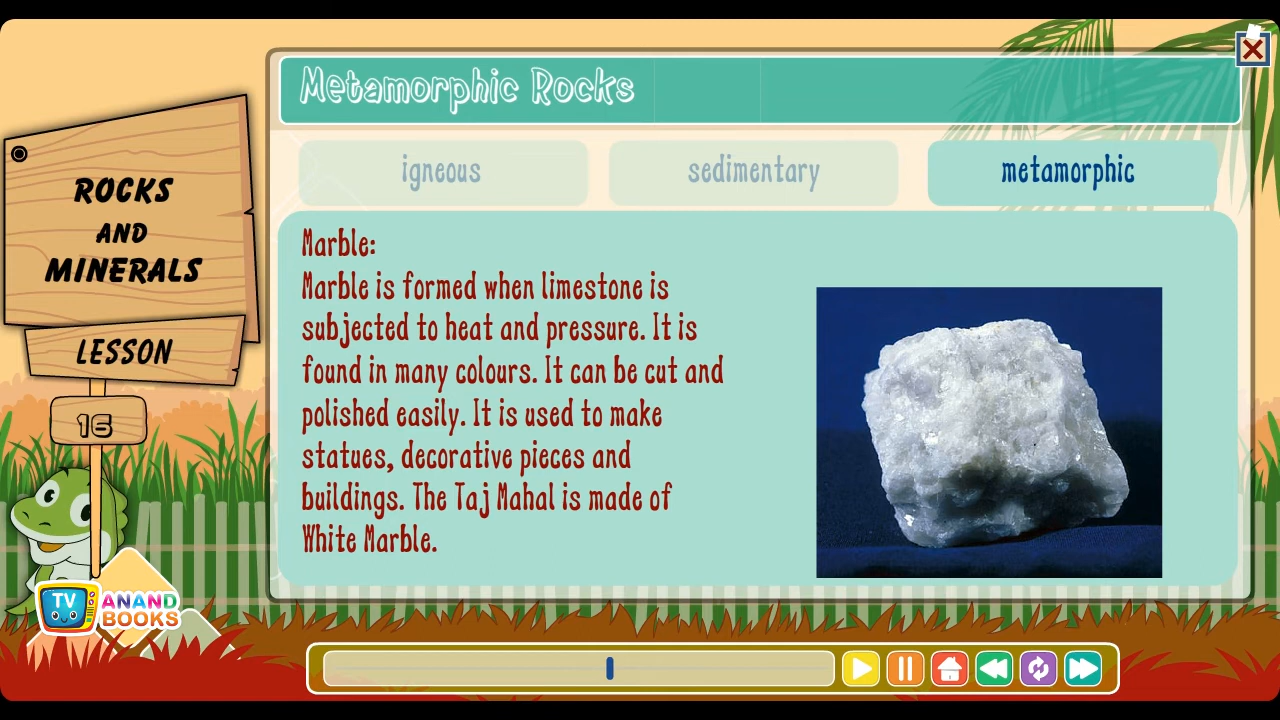 Metamorphic Rocks
igneous
sedimentary
metamorphic
ROCKS
AND
MINERALS
LESSON
16
Marble:
Marble is formed when limestone is
subjected to heat and pressure. It is
found in many colours. It can be cut and
polished easily. It is used to make
statues, decorative pieces and
buildings. The Taj Mahal is made of
White Marble.
TV
ANAND
BOOKS